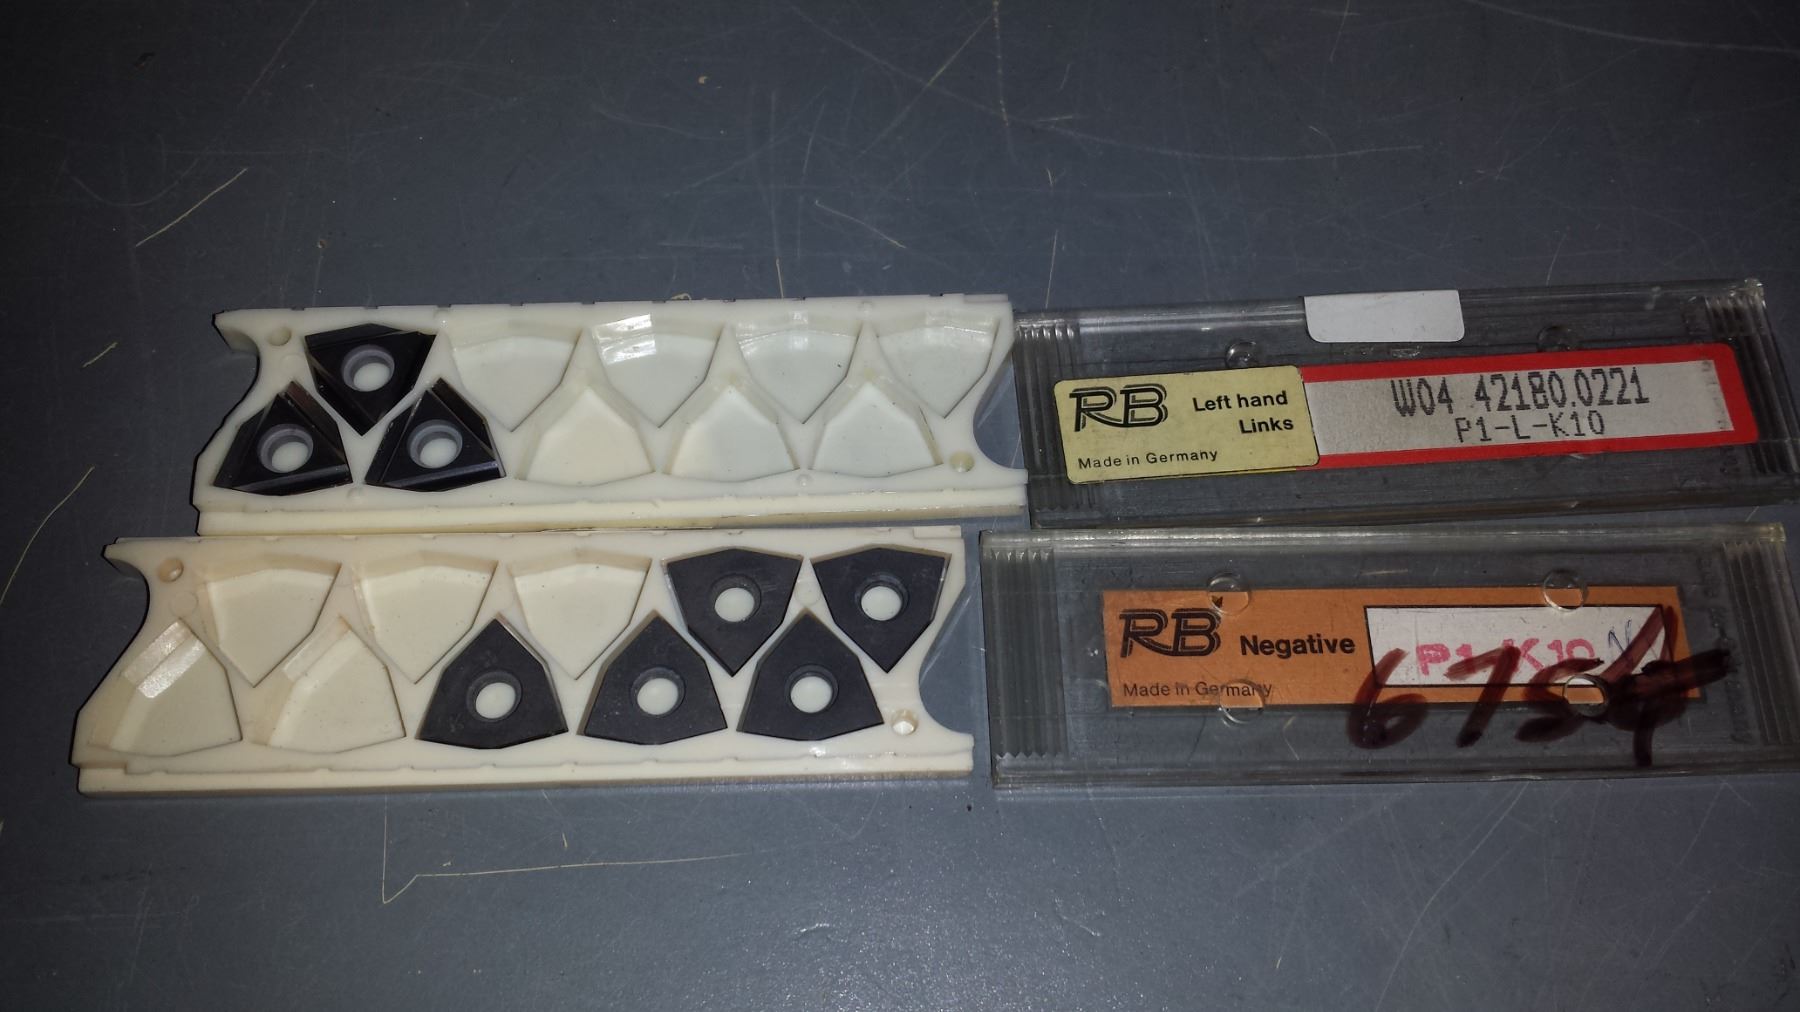 RB Left hand
Links
Made in Germany
W04 42180.0221
P1-L-K10
RB Negative
Made in Germany
P1-K10
6754